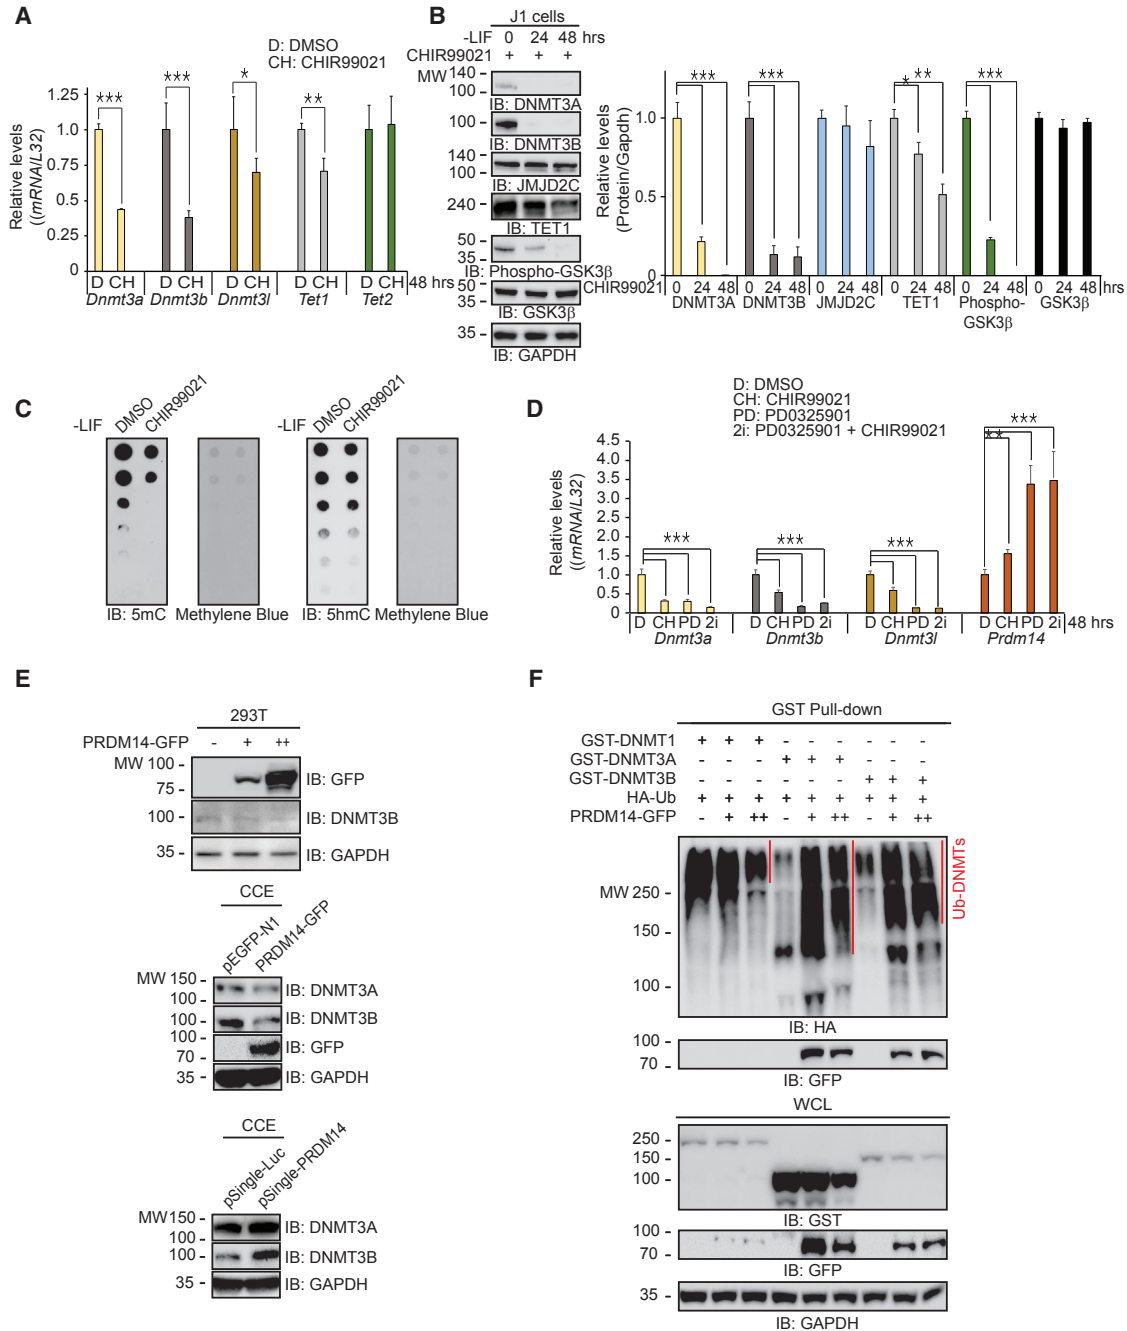 A
D: DMSO
CH: CHIR99021
Relative levels
((mRNA/L32)
1.25
1.0
0.75
0.5
0.25
0
***
***
*
**
D CH D CH D CH D CH D CH 48 hrs
Dnmt3a Dnmt3b Dnmt3l Tet1 Tet2
B
J1 cells
-LIF 0 24 48 hrs
CHIR99021 + + +
MW 140 -
100 -
IB: DNMT3A
100 -
IB: DNMT3B
140 -
100 -
IB: JMJD2C
240 -
IB: TET1
50 -
35 -
IB: Phospho-GSK3β
50 -
35 -
IB: GSK3β
35 -
IB: GAPDH
Relative levels
(Protein/Gapdh)
1.0
0.5
0
***
***
*
**
***
CHIR99021 0 24 48 0 24 48 0 24 48 0 24 48 0 24 48 0 24 48 hrs
DNMT3A DNMT3B JMJD2C TET1 Phospho-GSK3β GSK3β
C
-LIF DMSO CHIR99021
-LIF DMSO CHIR99021
IB: 5mC Methylene Blue IB: 5hmC Methylene Blue
D
D: DMSO
CH: CHIR99021
PD: PD0325901
2i: PD0325901 + CHIR99021
Relative levels
((mRNA/L32)
4.5
4.0
3.5
3.0
2.5
2.0
1.5
1.0
0.5
0
***
***
***
**
***
D CH PD 2i D CH PD 2i D CH PD 2i D CH PD 2i 48 hrs
Dnmt3a Dnmt3b Dnmt3l Prdm14
E
293T
PRDM14-GFP - + ++
MW 100 -
75 -
IB: GFP
100 -
IB: DNMT3B
35 -
IB: GAPDH
CCE
pEGFP-N1 PRDM14-GFP
MW 150 -
100 -
IB: DNMT3A
100 -
IB: DNMT3B
100 -
70 -
IB: GFP
35 -
IB: GAPDH
CCE
pSingle-Luc pSingle-PRDM14
MW 150 -
100 -
IB: DNMT3A
100 -
IB: DNMT3B
35 -
IB: GAPDH
F
GST Pull-down
GST-DNMT1 + + + - - - - - -
GST-DNMT3A - - - + + + - - -
GST-DNMT3B - - - - - - + + +
HA-Ub + + + + + + + + +
PRDM14-GFP - + ++ - + ++ - + ++
MW 250 -
150 -
100 -
Ub-DNMTs
IB: HA
100 -
70 -
IB: GFP
WCL
250 -
150 -
100 -
IB: GST
100 -
70 -
IB: GFP
35 -
IB: GAPDH